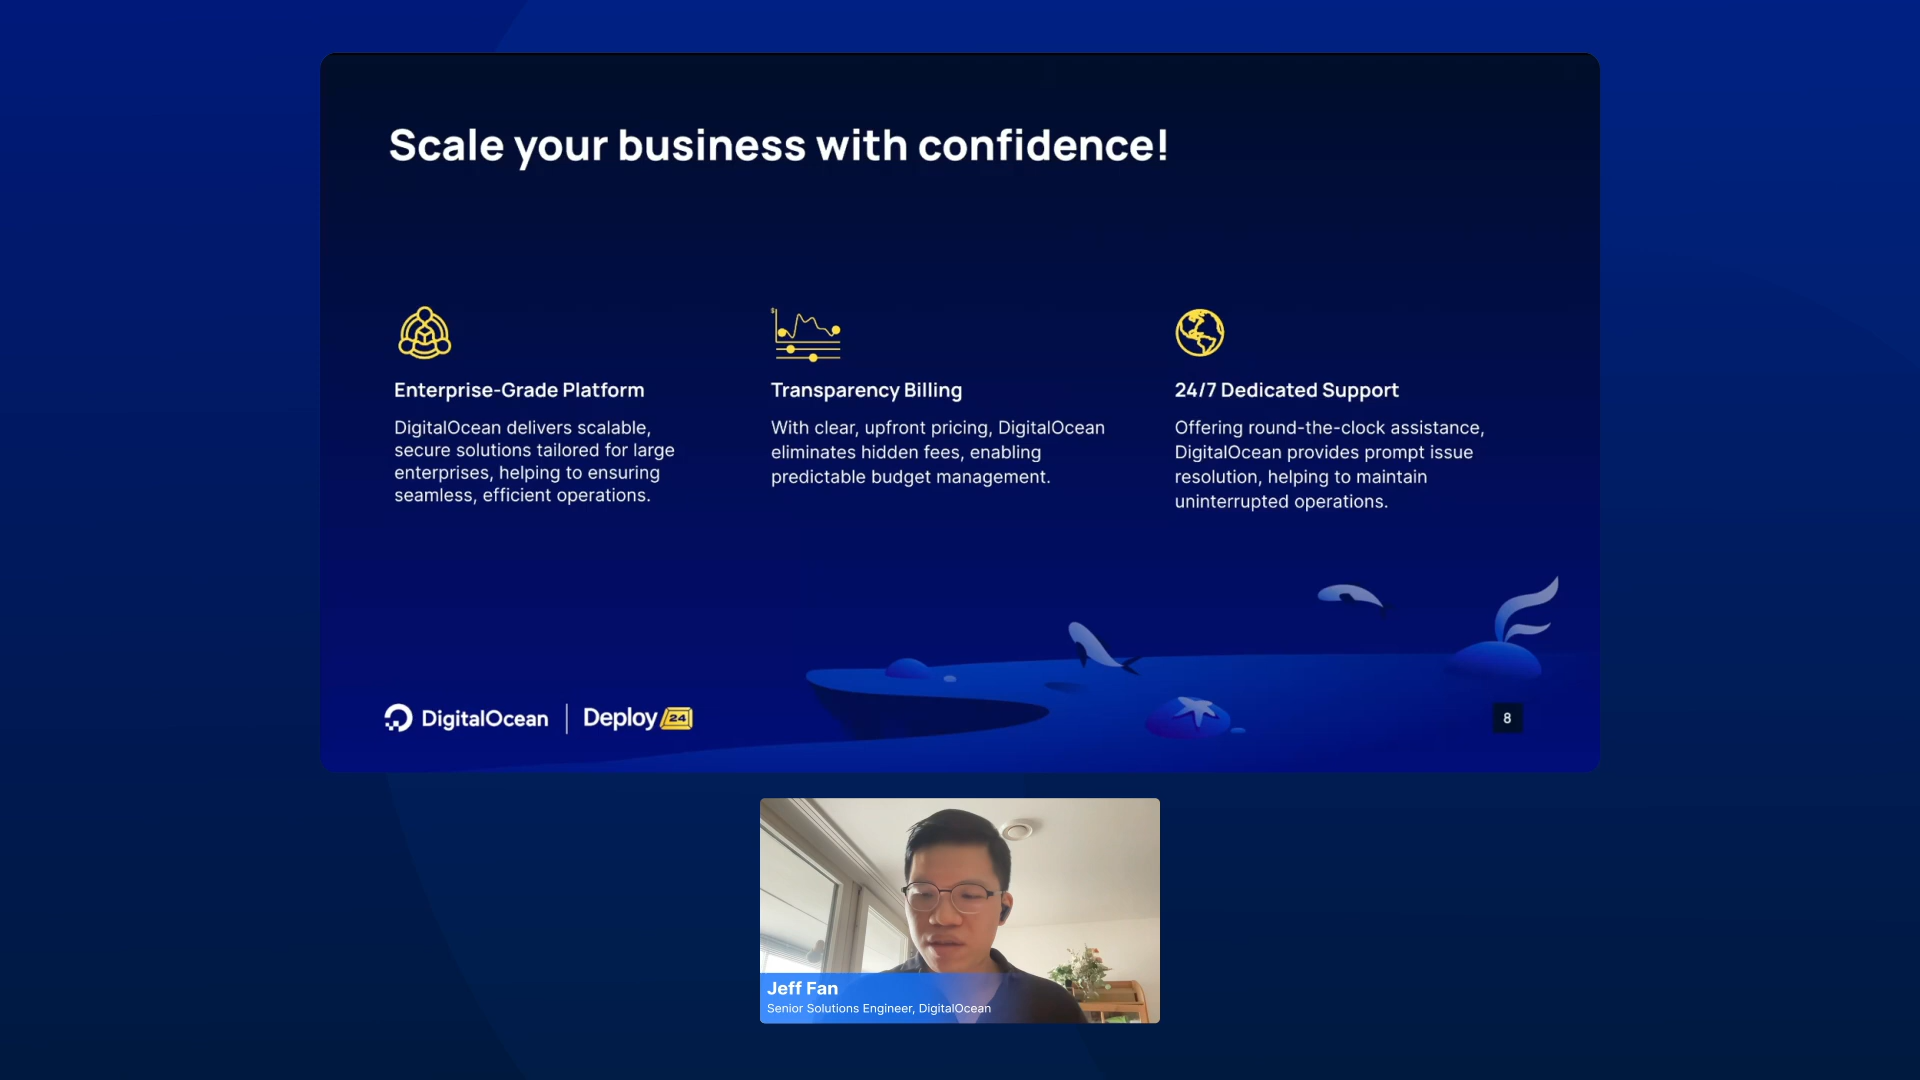 Scale your business with confidence!
Enterprise-Grade Platform
DigitalOcean delivers scalable,
secure solutions tailored for large
enterprises, helping to ensuring
seamless, efficient operations.
$
Transparency Billing
With clear, upfront pricing, DigitalOcean
eliminates hidden fees, enabling
predictable budget management.
24/7 Dedicated Support
Offering round-the-clock assistance,
DigitalOcean provides prompt issue
resolution, helping to maintain
uninterrupted operations.
DigitalOcean | Deploy 24
8
Jeff Fan
Senior Solutions Engineer, DigitalOcean